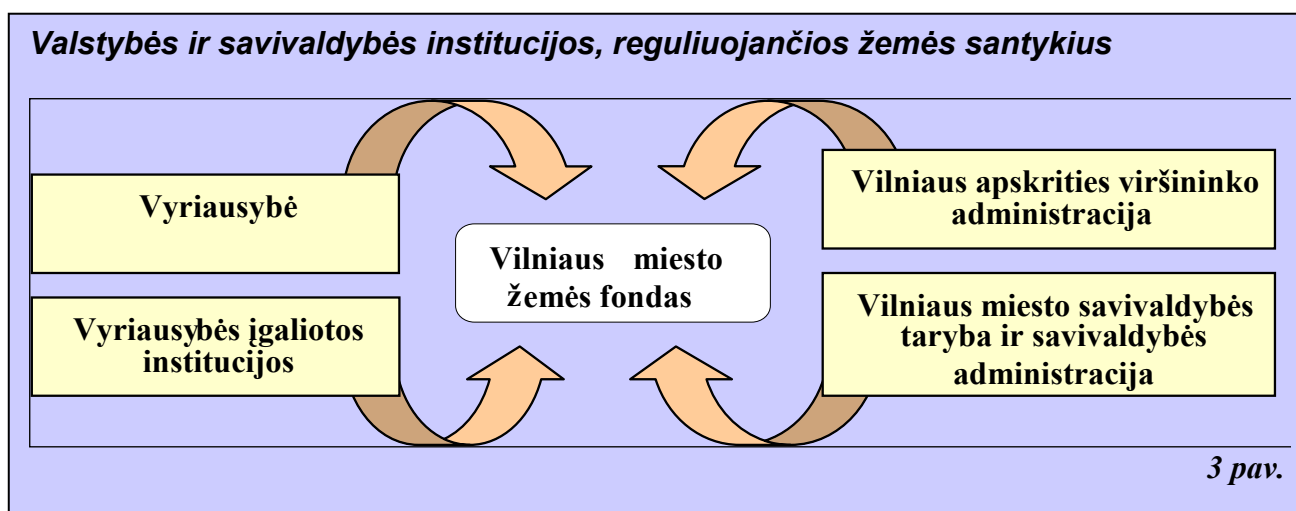 Valstybės ir savivaldybės institucijos, reguliuojančios žemės santykius
Vyriausybė
Vyriausybės įgaliotos
institucijos
Vilniaus miesto
žemės fondas
Vilniaus apskrities viršininko
administracija
Vilniaus miesto savivaldybės
taryba ir savivaldybės
administracija
3 pav.